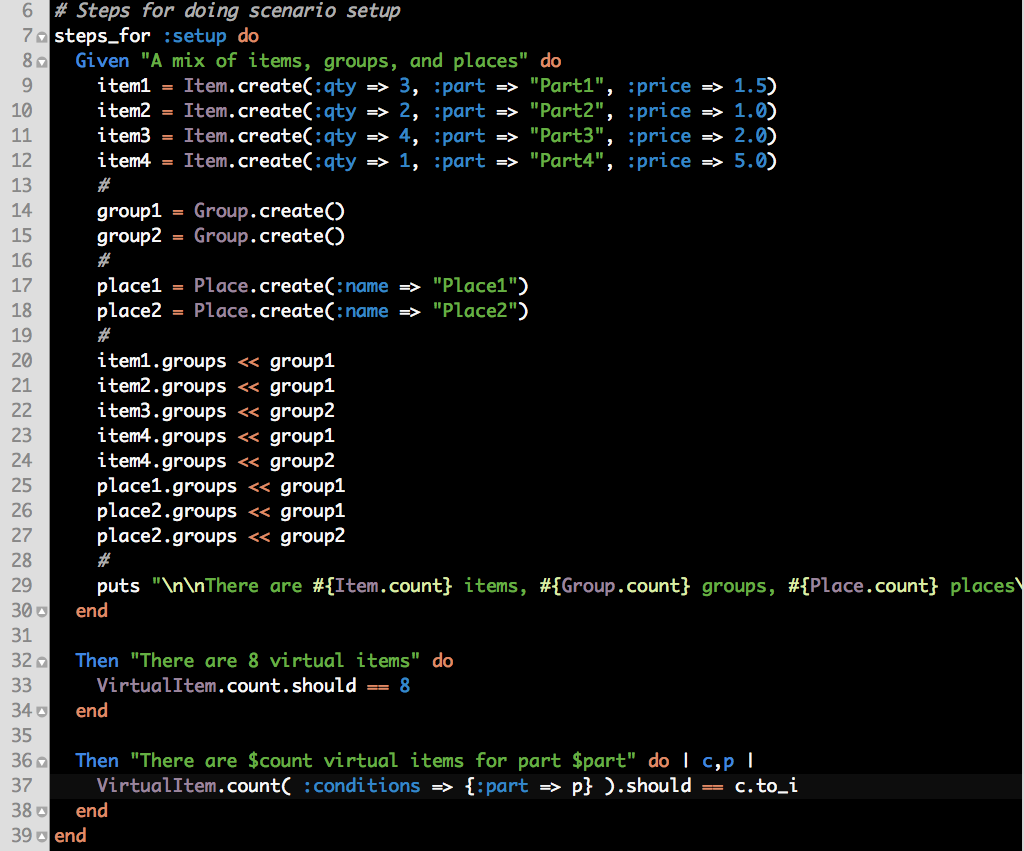 6 # Steps for doing scenario setup
7 steps_for :setup do
8 Given "A mix of items, groups, and places" do
9 item1 = Item.create(:qty => 3, :part => "Part1", :price => 1.5)
10 item2 = Item.create(:qty => 2, :part => "Part2", :price => 1.0)
11 item3 = Item.create(:qty => 4, :part => "Part3", :price => 2.0)
12 item4 = Item.create(:qty => 1, :part => "Part4", :price => 5.0)
13 #
14 group1 = Group.create()
15 group2 = Group.create()
16 #
17 place1 = Place.create(:name => "Place1")
18 place2 = Place.create(:name => "Place2")
19 #
20 item1.groups << group1
21 item2.groups << group1
22 item3.groups << group2
23 item4.groups << group1
24 item4.groups << group2
25 place1.groups << group1
26 place2.groups << group1
27 place2.groups << group2
28 #
29 puts "\n\nThere are #{Item.count} items, #{Group.count} groups, #{Place.count} places\
30 end
31
32 Then "There are 8 virtual items" do
33 VirtualItem.count.should == 8
34 end
35
36 Then "There are $count virtual items for part $part" do | c,p |
37 VirtualItem.count( :conditions => {:part => p} ).should == c.to_i
38 end
39 end